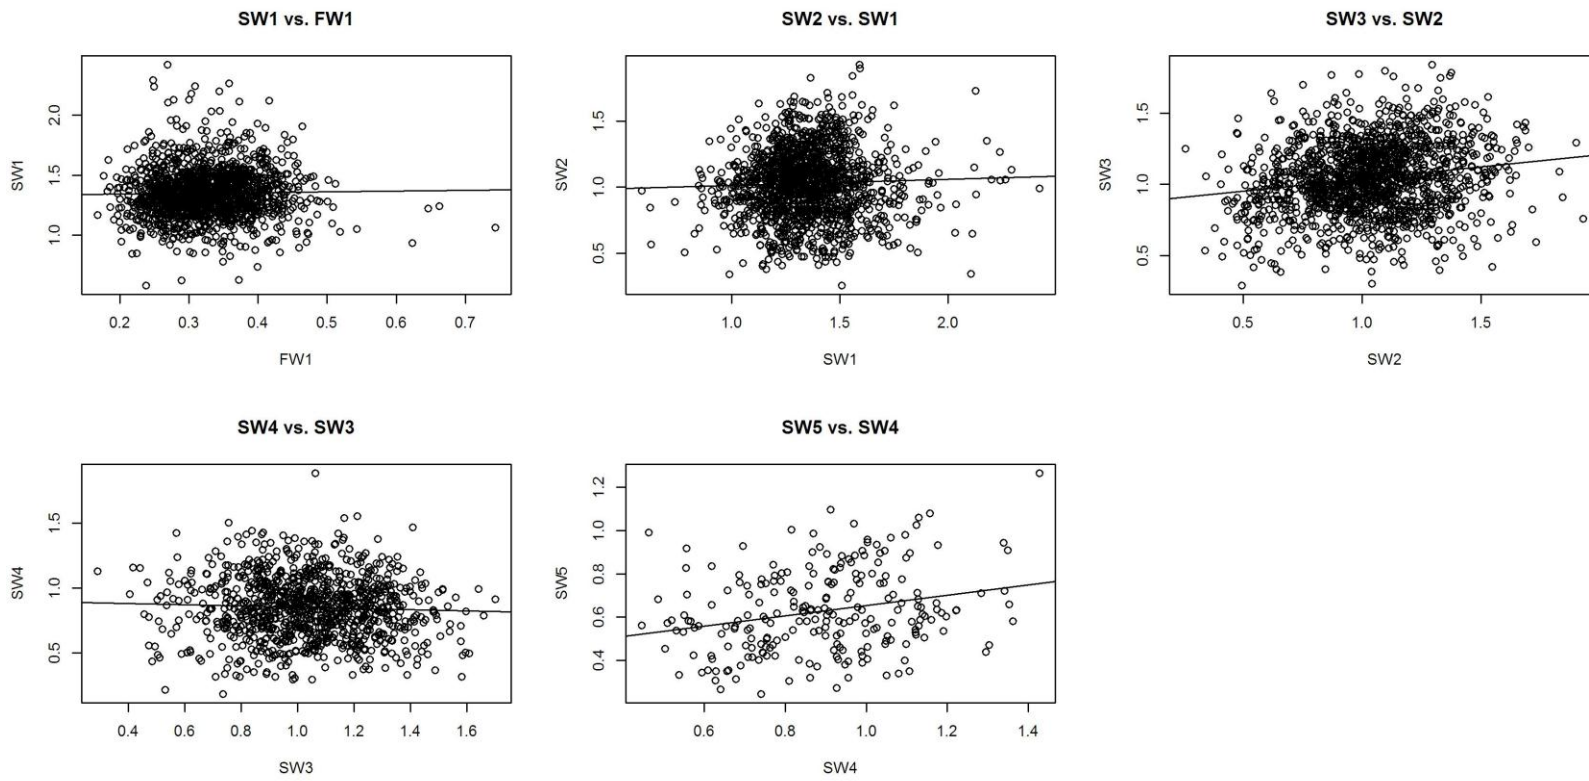 SW1 vs. FW1
SW1
2.0
1.5
1.0
0.2 0.3 0.4 0.5 0.6 0.7
FW1
SW2 vs. SW1
SW2
1.5
1.0
0.5
1.0 1.5 2.0
SW1
SW3 vs. SW2
SW3
1.5
1.0
0.5
0.5 1.0 1.5
SW2
SW4 vs. SW3
SW4
1.5
1.0
0.5
0.4 0.6 0.8 1.0 1.2 1.4 1.6
SW3
SW5 vs. SW4
SW5
1.2
1.0
0.8
0.6
0.4
0.6 0.8 1.0 1.2 1.4
SW4